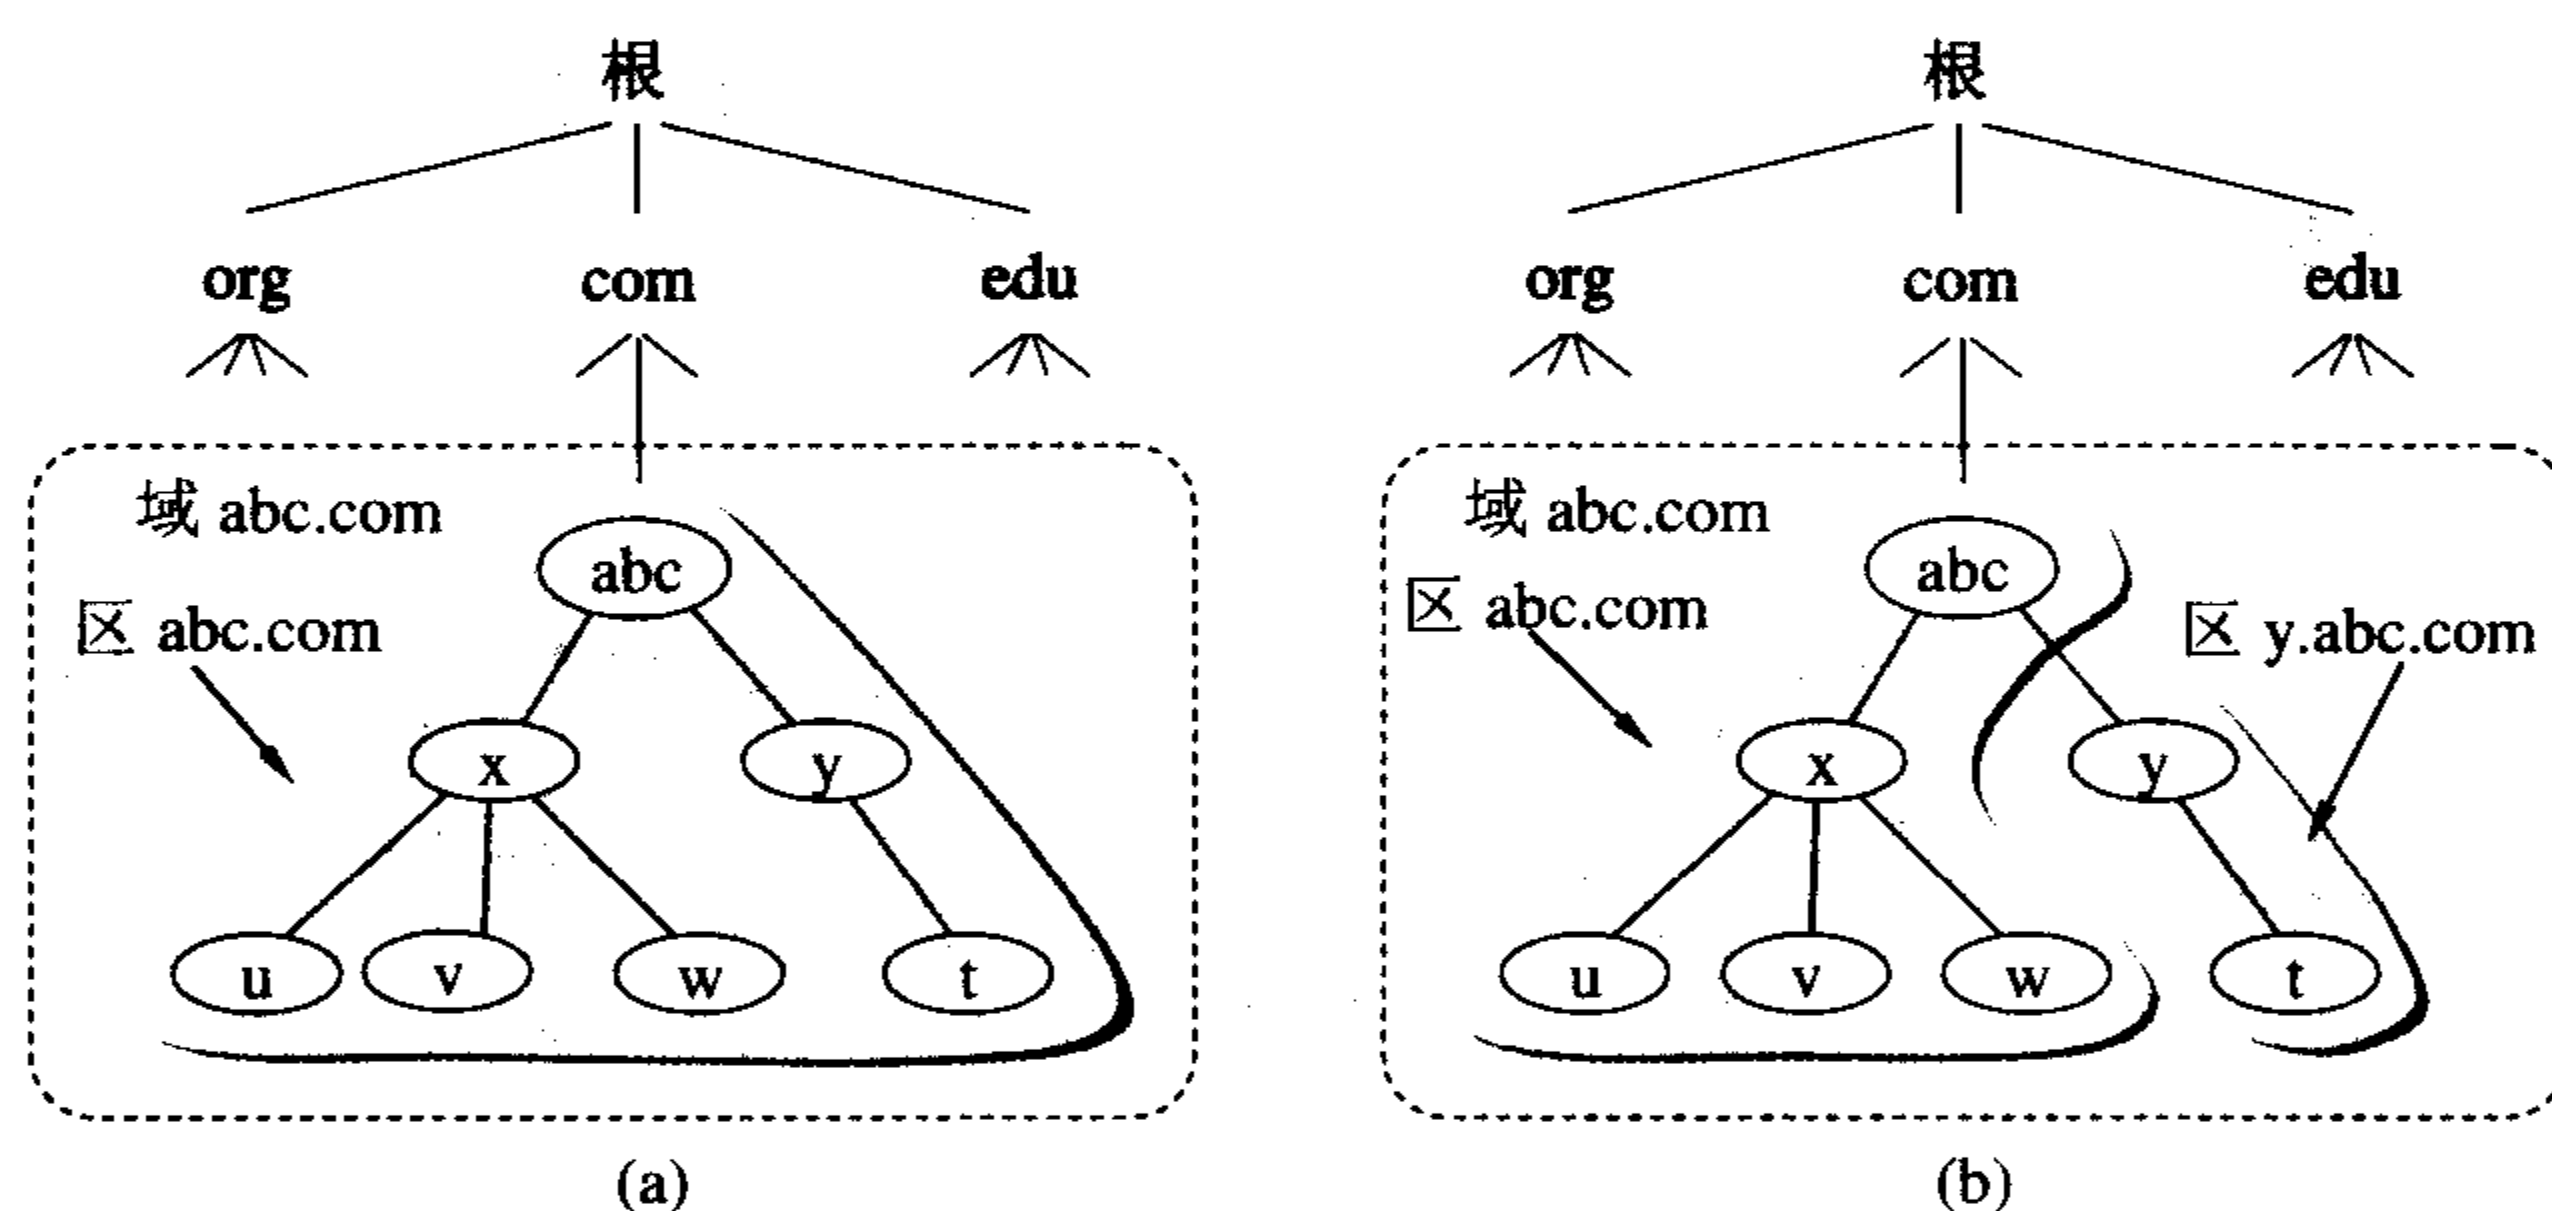 根
org com edu
域 abc.com
区 abc.com
abc
x y
u v w t
(a)
根
org com edu
域 abc.com
区 abc.com
区 y.abc.com
abc
x y
u v w t
(b)